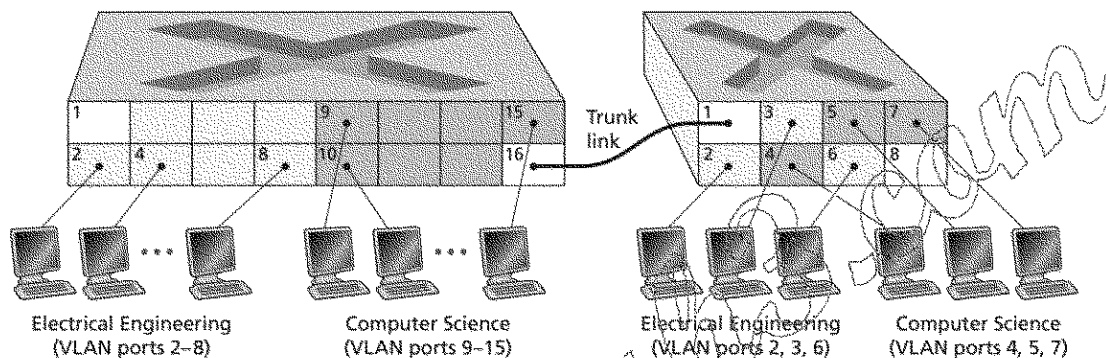 1
9
15
2
4
8
10
16
Trunk
link
1
3
5
7
2
4
6
8
Electrical Engineering
(VLAN ports 2–8)
Computer Science
(VLAN ports 9–15)
Electrical Engineering
(VLAN ports 2, 3, 6)
Computer Science
(VLAN ports 4, 5, 7)